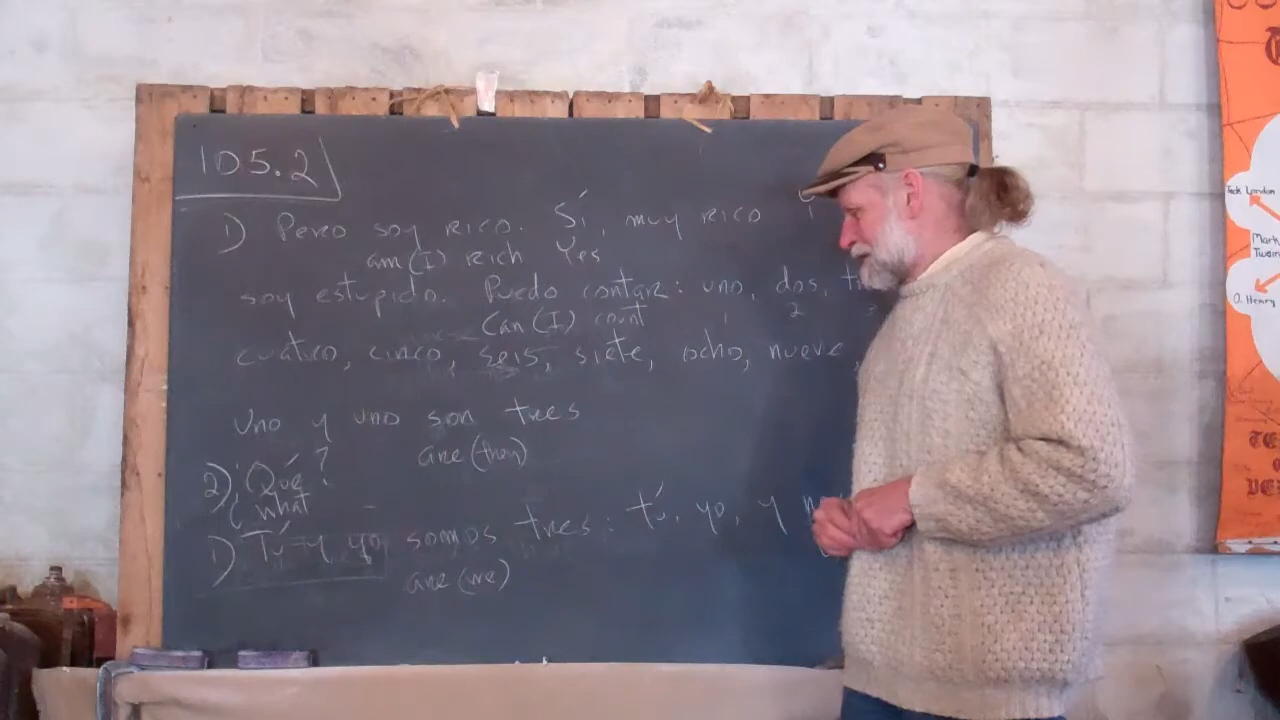 105.2
1) Pero soy rico. Sí, muy rico
am (I) rich Yes
soy estupido. Puedo contar: uno, dos,
Can (I) count 1 2
cuatro, cinco, seis, siete, ocho, nueve,
Uno y uno son tres
are (they)
2) ¿Qué?
what
1) Tú y yo somos tres: tú, yo, y
are (we)
Jack London
Mark Twain
O. Henry